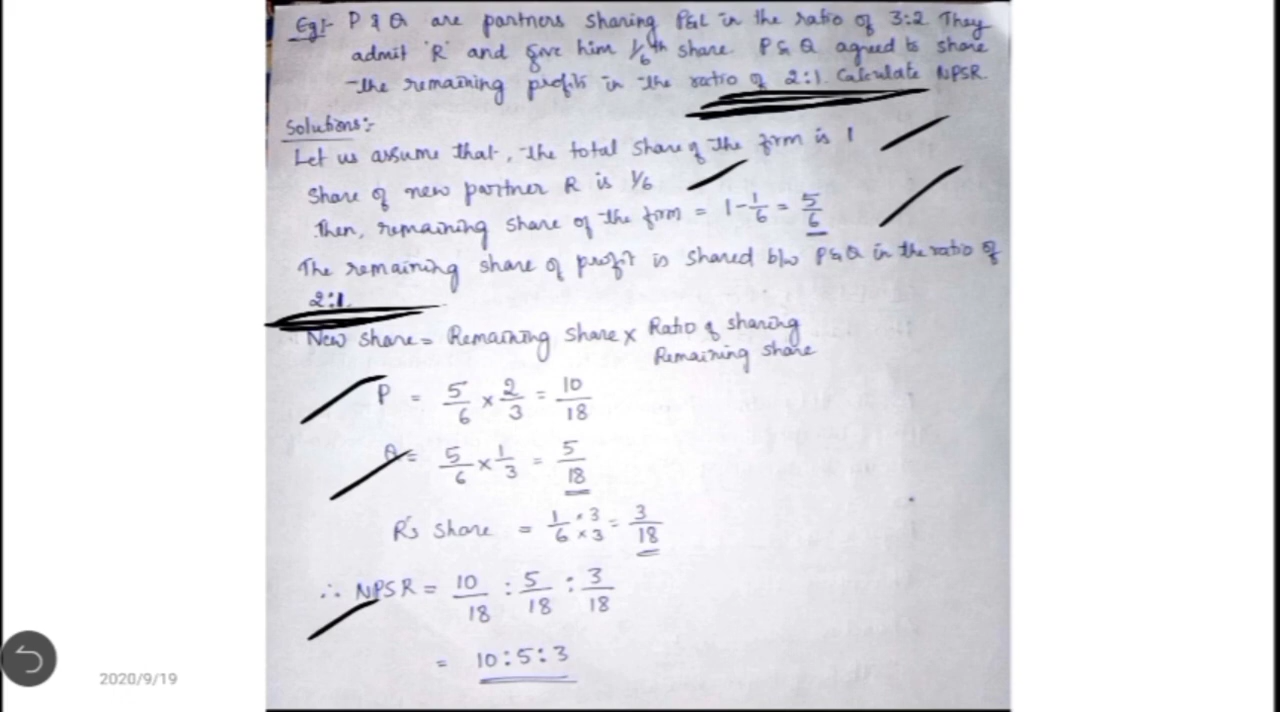 Eg1:- P & Q are partners sharing P&L in the ratio of 3:2 They
admit 'R' and give him 1/6th share. P & Q agreed to share
the remaining profits in the ratio of 2:1. Calculate NPSR.
Solutions:-
Let us assume that, the total share of the firm is 1
Share of new partner R is 1/6
Then, remaining share of the firm = 1 - 1/6 = 5/6
The remaining share of profit is shared b/w P & Q in the ratio of
2:1.
New share = Remaining share x Ratio of sharing
Remaining share
P = 5/6 x 2/3 = 10/18
Q = 5/6 x 1/3 = 5/18
R's share = 1/6 x 3/x 3 = 3/18
∴ NPSR = 10/18 : 5/18 : 3/18
= 10:5:3
2020/9/19